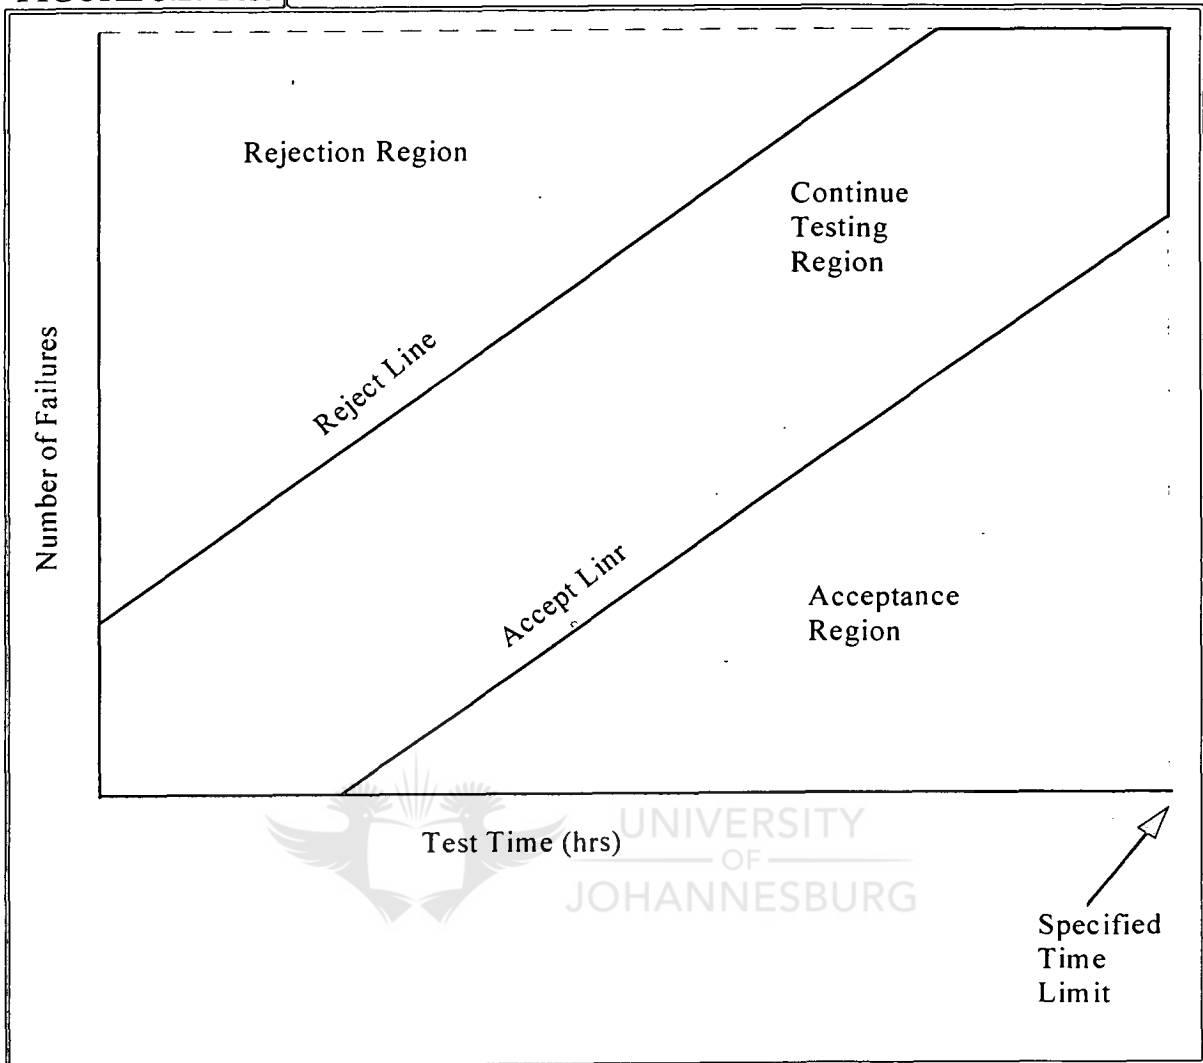 Rejection Region
Continue
Testing
Region
Reject Line
Number of Failures
Accept Linr
Acceptance
Region
Test Time (hrs)
UNIVERSITY
OF
JOHANNESBURG
Specified
Time
Limit